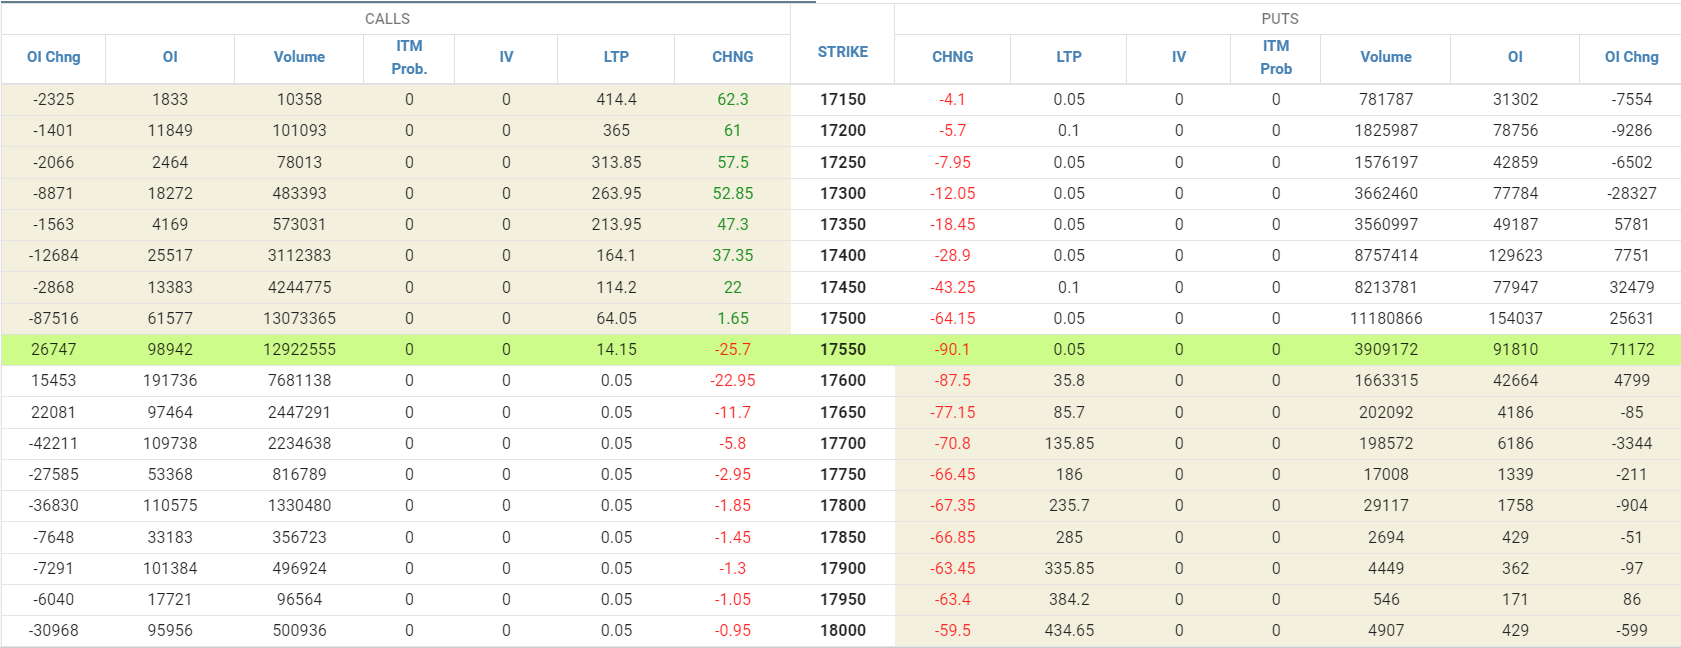 CALLS PUTS
OI Chng OI Volume ITM Prob. IV LTP CHNG STRIKE CHNG LTP IV ITM Prob Volume OI OI Chng
-2325 1833 10358 0 0 414.4 62.3 17150 -4.1 0.05 0 0 781787 31302 -7554
-1401 11849 101093 0 0 365 61 17200 -5.7 0.1 0 0 1825987 78756 -9286
-2066 2464 78013 0 0 313.85 57.5 17250 -7.95 0.05 0 0 1576197 42859 -6502
-8871 18272 483393 0 0 263.95 52.85 17300 -12.05 0.05 0 0 3662460 77784 -28327
-1563 4169 573031 0 0 213.95 47.3 17350 -18.45 0.05 0 0 3560997 49187 5781
-12684 25517 3112383 0 0 164.1 37.35 17400 -28.9 0.05 0 0 8757414 129623 7751
-2868 13383 4244775 0 0 114.2 22 17450 -43.25 0.1 0 0 8213781 77947 32479
-87516 61577 13073365 0 0 64.05 1.65 17500 -64.15 0.05 0 0 11180866 154037 25631
26747 98942 12922555 0 0 14.15 -25.7 17550 -90.1 0.05 0 0 3909172 91810 71172
15453 191736 7681138 0 0 0.05 -22.95 17600 -87.5 35.8 0 0 1663315 42664 4799
22081 97464 2447291 0 0 0.05 -11.7 17650 -77.15 85.7 0 0 202092 4186 -85
-42211 109738 2234638 0 0 0.05 -5.8 17700 -70.8 135.85 0 0 198572 6186 -3344
-27585 53368 816789 0 0 0.05 -2.95 17750 -66.45 186 0 0 17008 1339 -211
-36830 110575 1330480 0 0 0.05 -1.85 17800 -67.35 235.7 0 0 29117 1758 -904
-7648 33183 356723 0 0 0.05 -1.45 17850 -66.85 285 0 0 2694 429 -51
-7291 101384 496924 0 0 0.05 -1.3 17900 -63.45 335.85 0 0 4449 362 -97
-6040 17721 96564 0 0 0.05 -1.05 17950 -63.4 384.2 0 0 546 171 86
-30968 95956 500936 0 0 0.05 -0.95 18000 -59.5 434.65 0 0 4907 429 -599